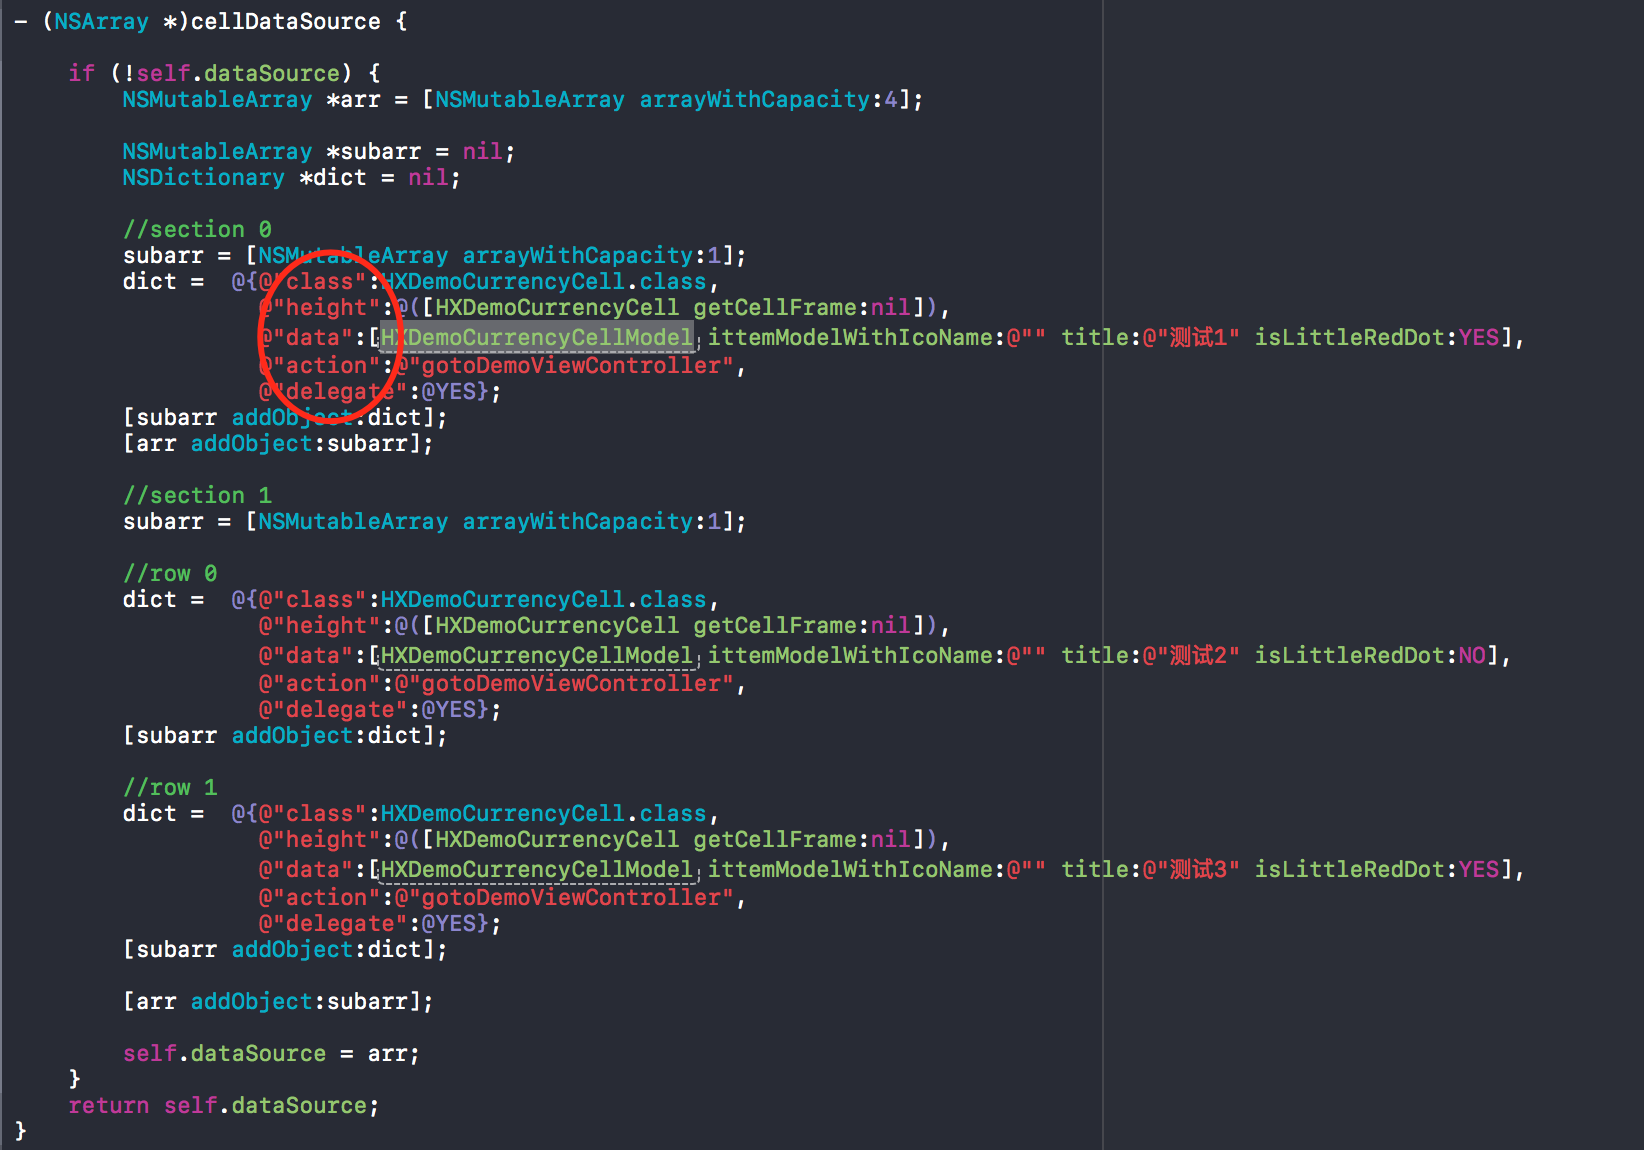 - (NSArray *)cellDataSource {
if (!self.dataSource) {
NSMutableArray *arr = [NSMutableArray arrayWithCapacity:4];
NSMutableArray *subarr = nil;
NSDictionary *dict = nil;
//section 0
subarr = [NSMutableArray arrayWithCapacity:1];
dict =  @{@"class":HXDemoCurrencyCell.class,
@"height":@([HXDemoCurrencyCell getCellFrame:nil]),
@"data":[HXDemoCurrencyCellModel ittemModelWithIcoName:@"" title:@"测试1" isLittleRedDot:YES],
@"action":@"gotoDemoViewController",
@"delegate":@YES};
[subarr addObject:dict];
[arr addObject:subarr];
//section 1
subarr = [NSMutableArray arrayWithCapacity:1];
//row 0
dict =  @{@"class":HXDemoCurrencyCell.class,
@"height":@([HXDemoCurrencyCell getCellFrame:nil]),
@"data":[HXDemoCurrencyCellModel ittemModelWithIcoName:@"" title:@"测试2" isLittleRedDot:NO],
@"action":@"gotoDemoViewController",
@"delegate":@YES};
[subarr addObject:dict];
//row 1
dict =  @{@"class":HXDemoCurrencyCell.class,
@"height":@([HXDemoCurrencyCell getCellFrame:nil]),
@"data":[HXDemoCurrencyCellModel ittemModelWithIcoName:@"" title:@"测试3" isLittleRedDot:YES],
@"action":@"gotoDemoViewController",
@"delegate":@YES};
[subarr addObject:dict];
[arr addObject:subarr];
self.dataSource = arr;
}
return self.dataSource;
}